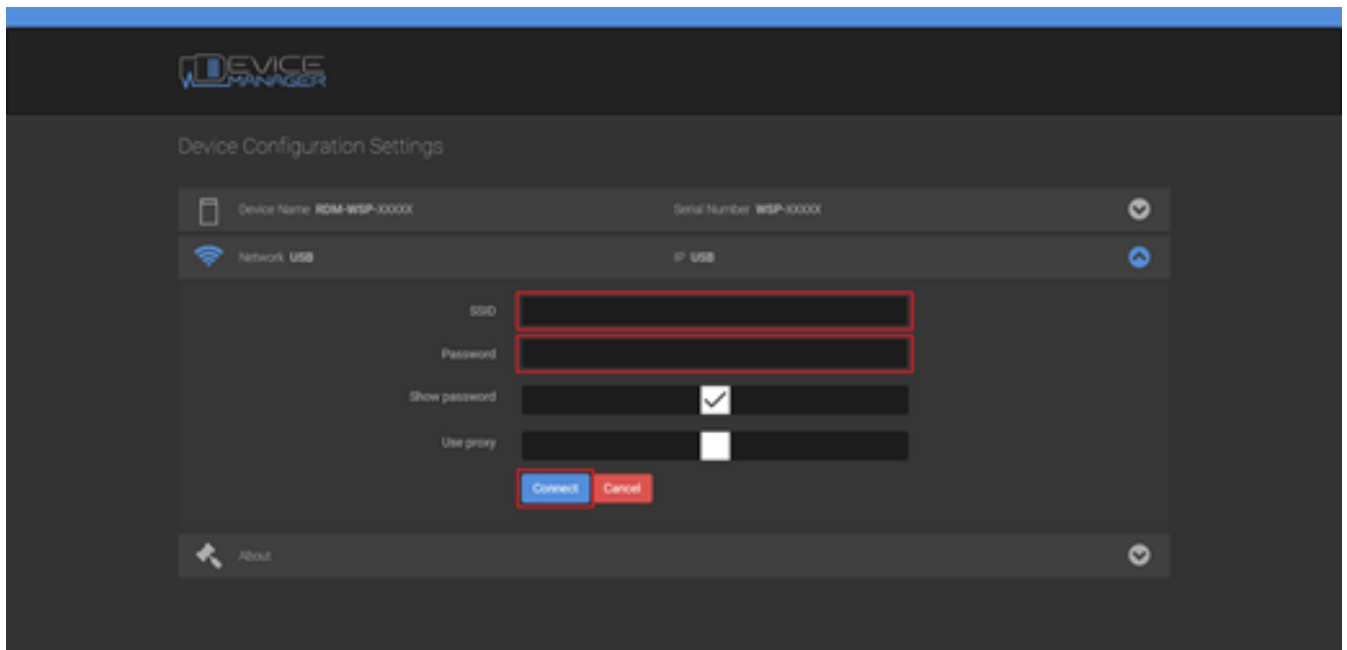 DEVICE
MANAGER
Device Configuration Settings
Device Name RDM-WSP-XXXXX Serial Number WSP-XXXXX
Network USB IP USB
SSID
Password
Show password
Use proxy
Connect Cancel
About